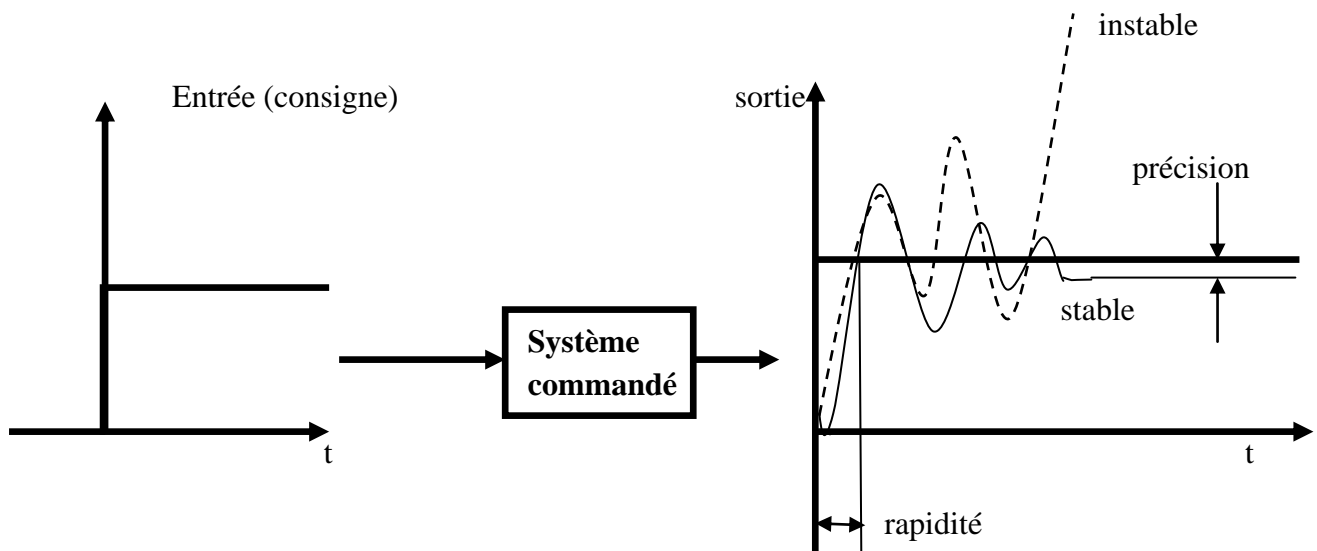 instable
Entrée (consigne)
sortie
précision
Système
commandé
stable
t
t
rapidité